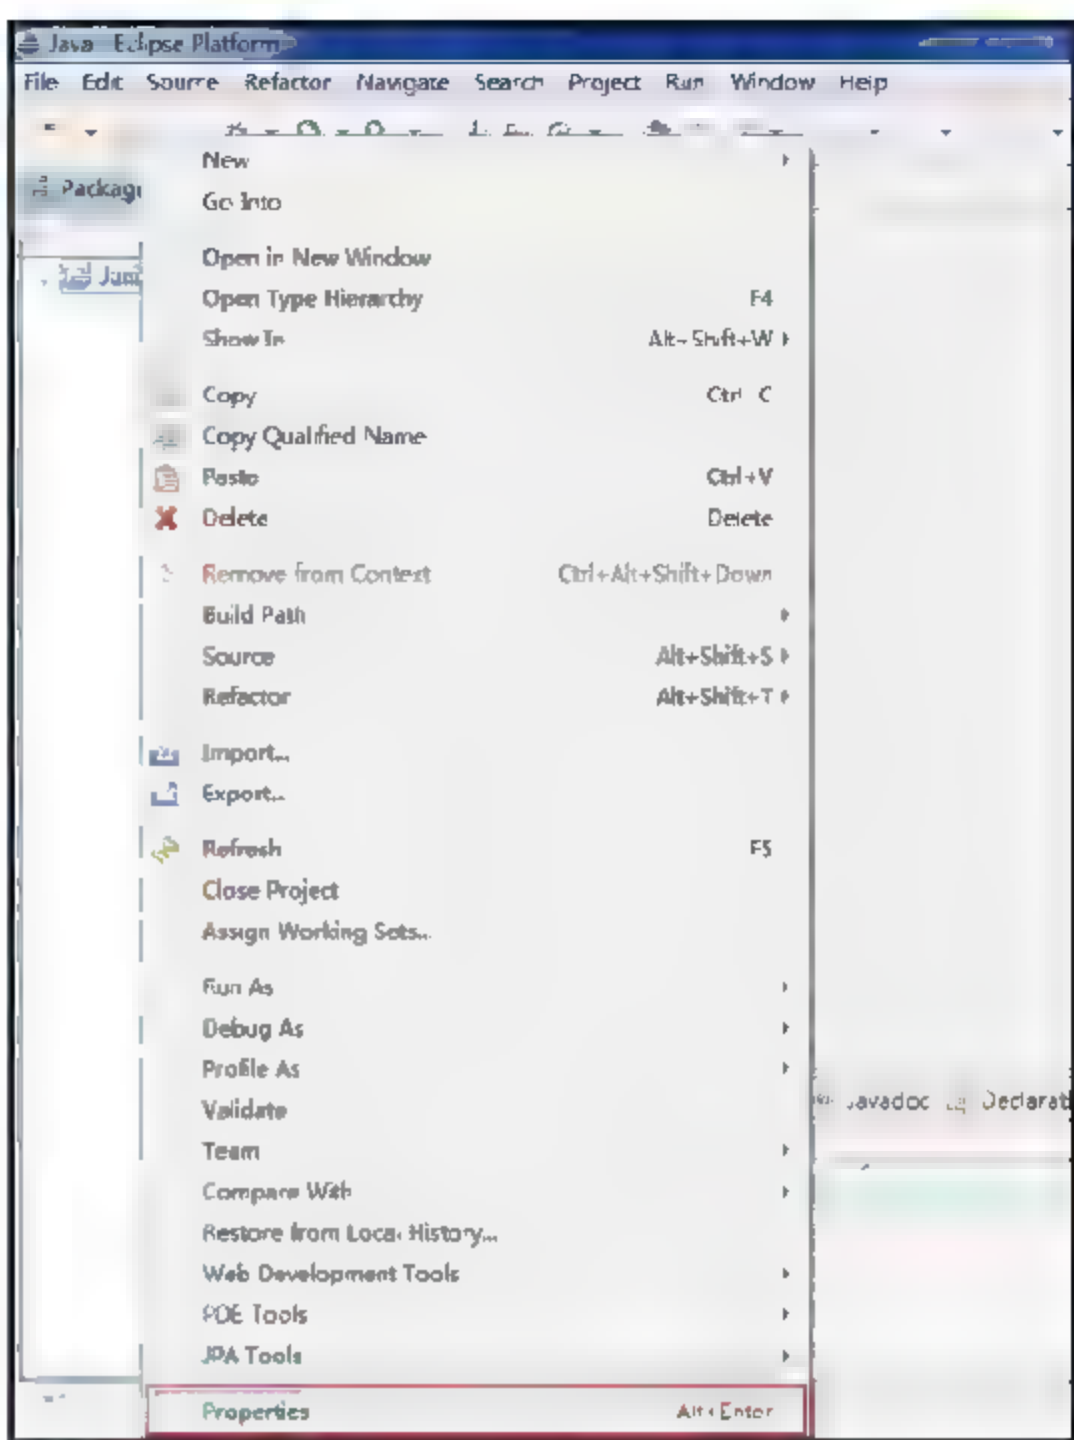 Java Eclipse Platform
File Edit Source Refactor Navigate Search Project Run Window Help
New
Packag
Go Into
Open in New Window
Open Type Hierarchy F4
Show In Alt+Shift+W
Copy Ctrl C
Copy Qualified Name
Paste Ctrl+V
Delete Delete
Remove from Context Ctrl+Alt+Shift+Down
Build Path
Source Alt+Shift+S
Refactor Alt+Shift+T
Import...
Export...
Refresh F5
Close Project
Assign Working Sets...
Run As
Debug As
Profile As
Validate
Javadoc Declarati
Team
Compare With
Restore from Local History...
Web Development Tools
PDE Tools
JPA Tools
Properties Alt+Enter